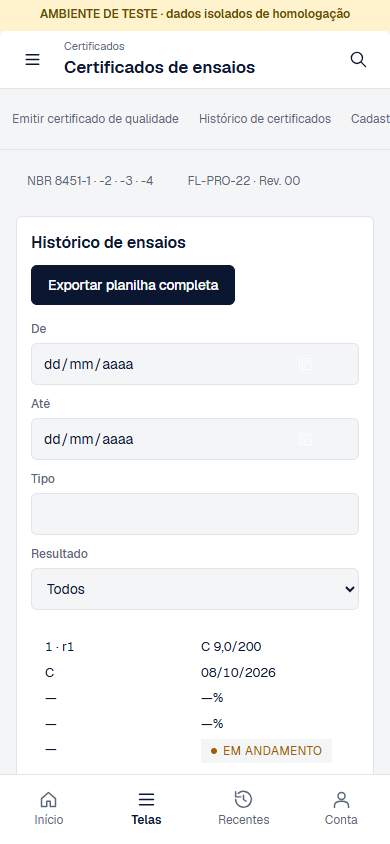 AMBIENTE DE TESTE · dados isolados de homologação
Certificados
Certificados de ensaios
Emitir certificado de qualidade Histórico de certificados Cadast
NBR 8451-1 · -2 · -3 · -4 FL-PRO-22 · Rev. 00
Histórico de ensaios
Exportar planilha completa
De
dd/mm/aaaa
Até
dd/mm/aaaa
Tipo
Resultado
Todos
1 · r1 C 9,0/200
C 08/10/2026
— —%
— —%
— EM ANDAMENTO
Início Telas Recentes Conta